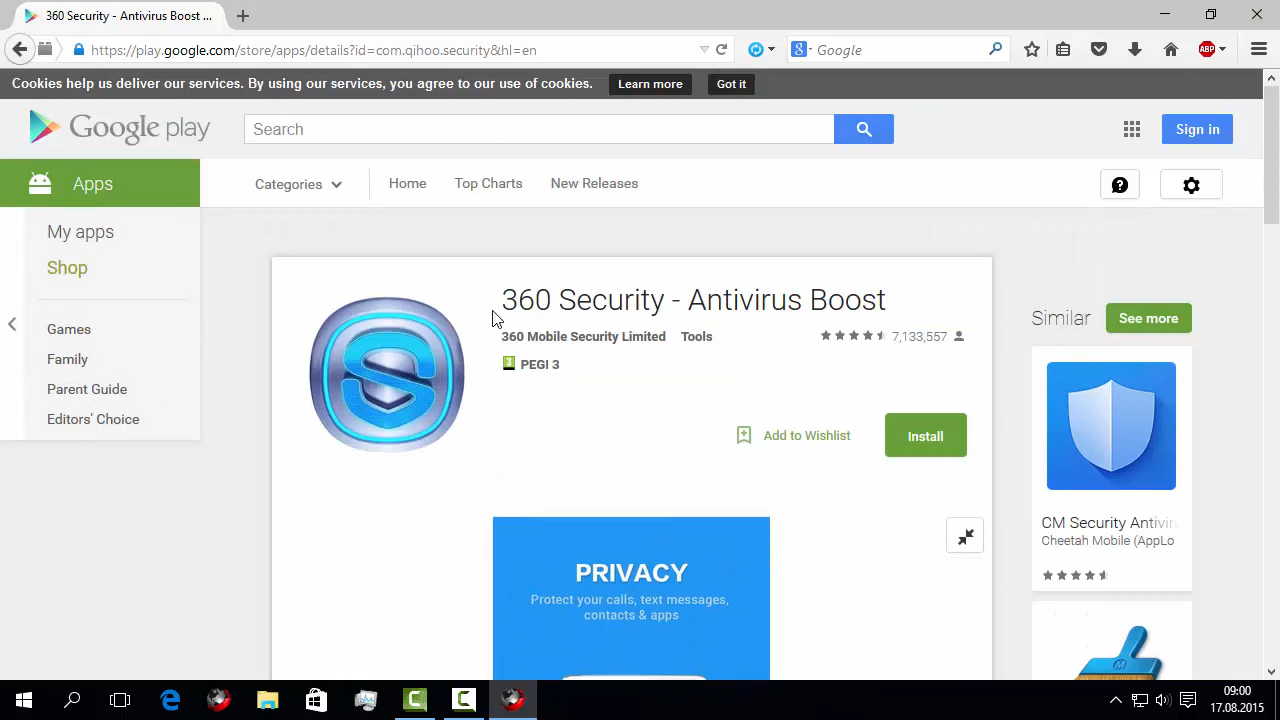 360 Security - Antivirus Boost ...
https://play.google.com/store/apps/details?id=com.qihoo.security&hl=en
Google
ABP
Cookies help us deliver our services. By using our services, you agree to our use of cookies.
Learn more
Got it
Google play
Search
Sign in
Apps
Categories
Home
Top Charts
New Releases
My apps
Shop
Games
Family
Parent Guide
Editors' Choice
360 Security - Antivirus Boost
360 Mobile Security Limited
Tools
7,133,557
3
PEGI 3
Add to Wishlist
Install
PRIVACY
Protect your calls, text messages,
contacts & apps
Similar
See more
CM Security Antivir
Cheetah Mobile (AppLo
09:00
17.08.2015